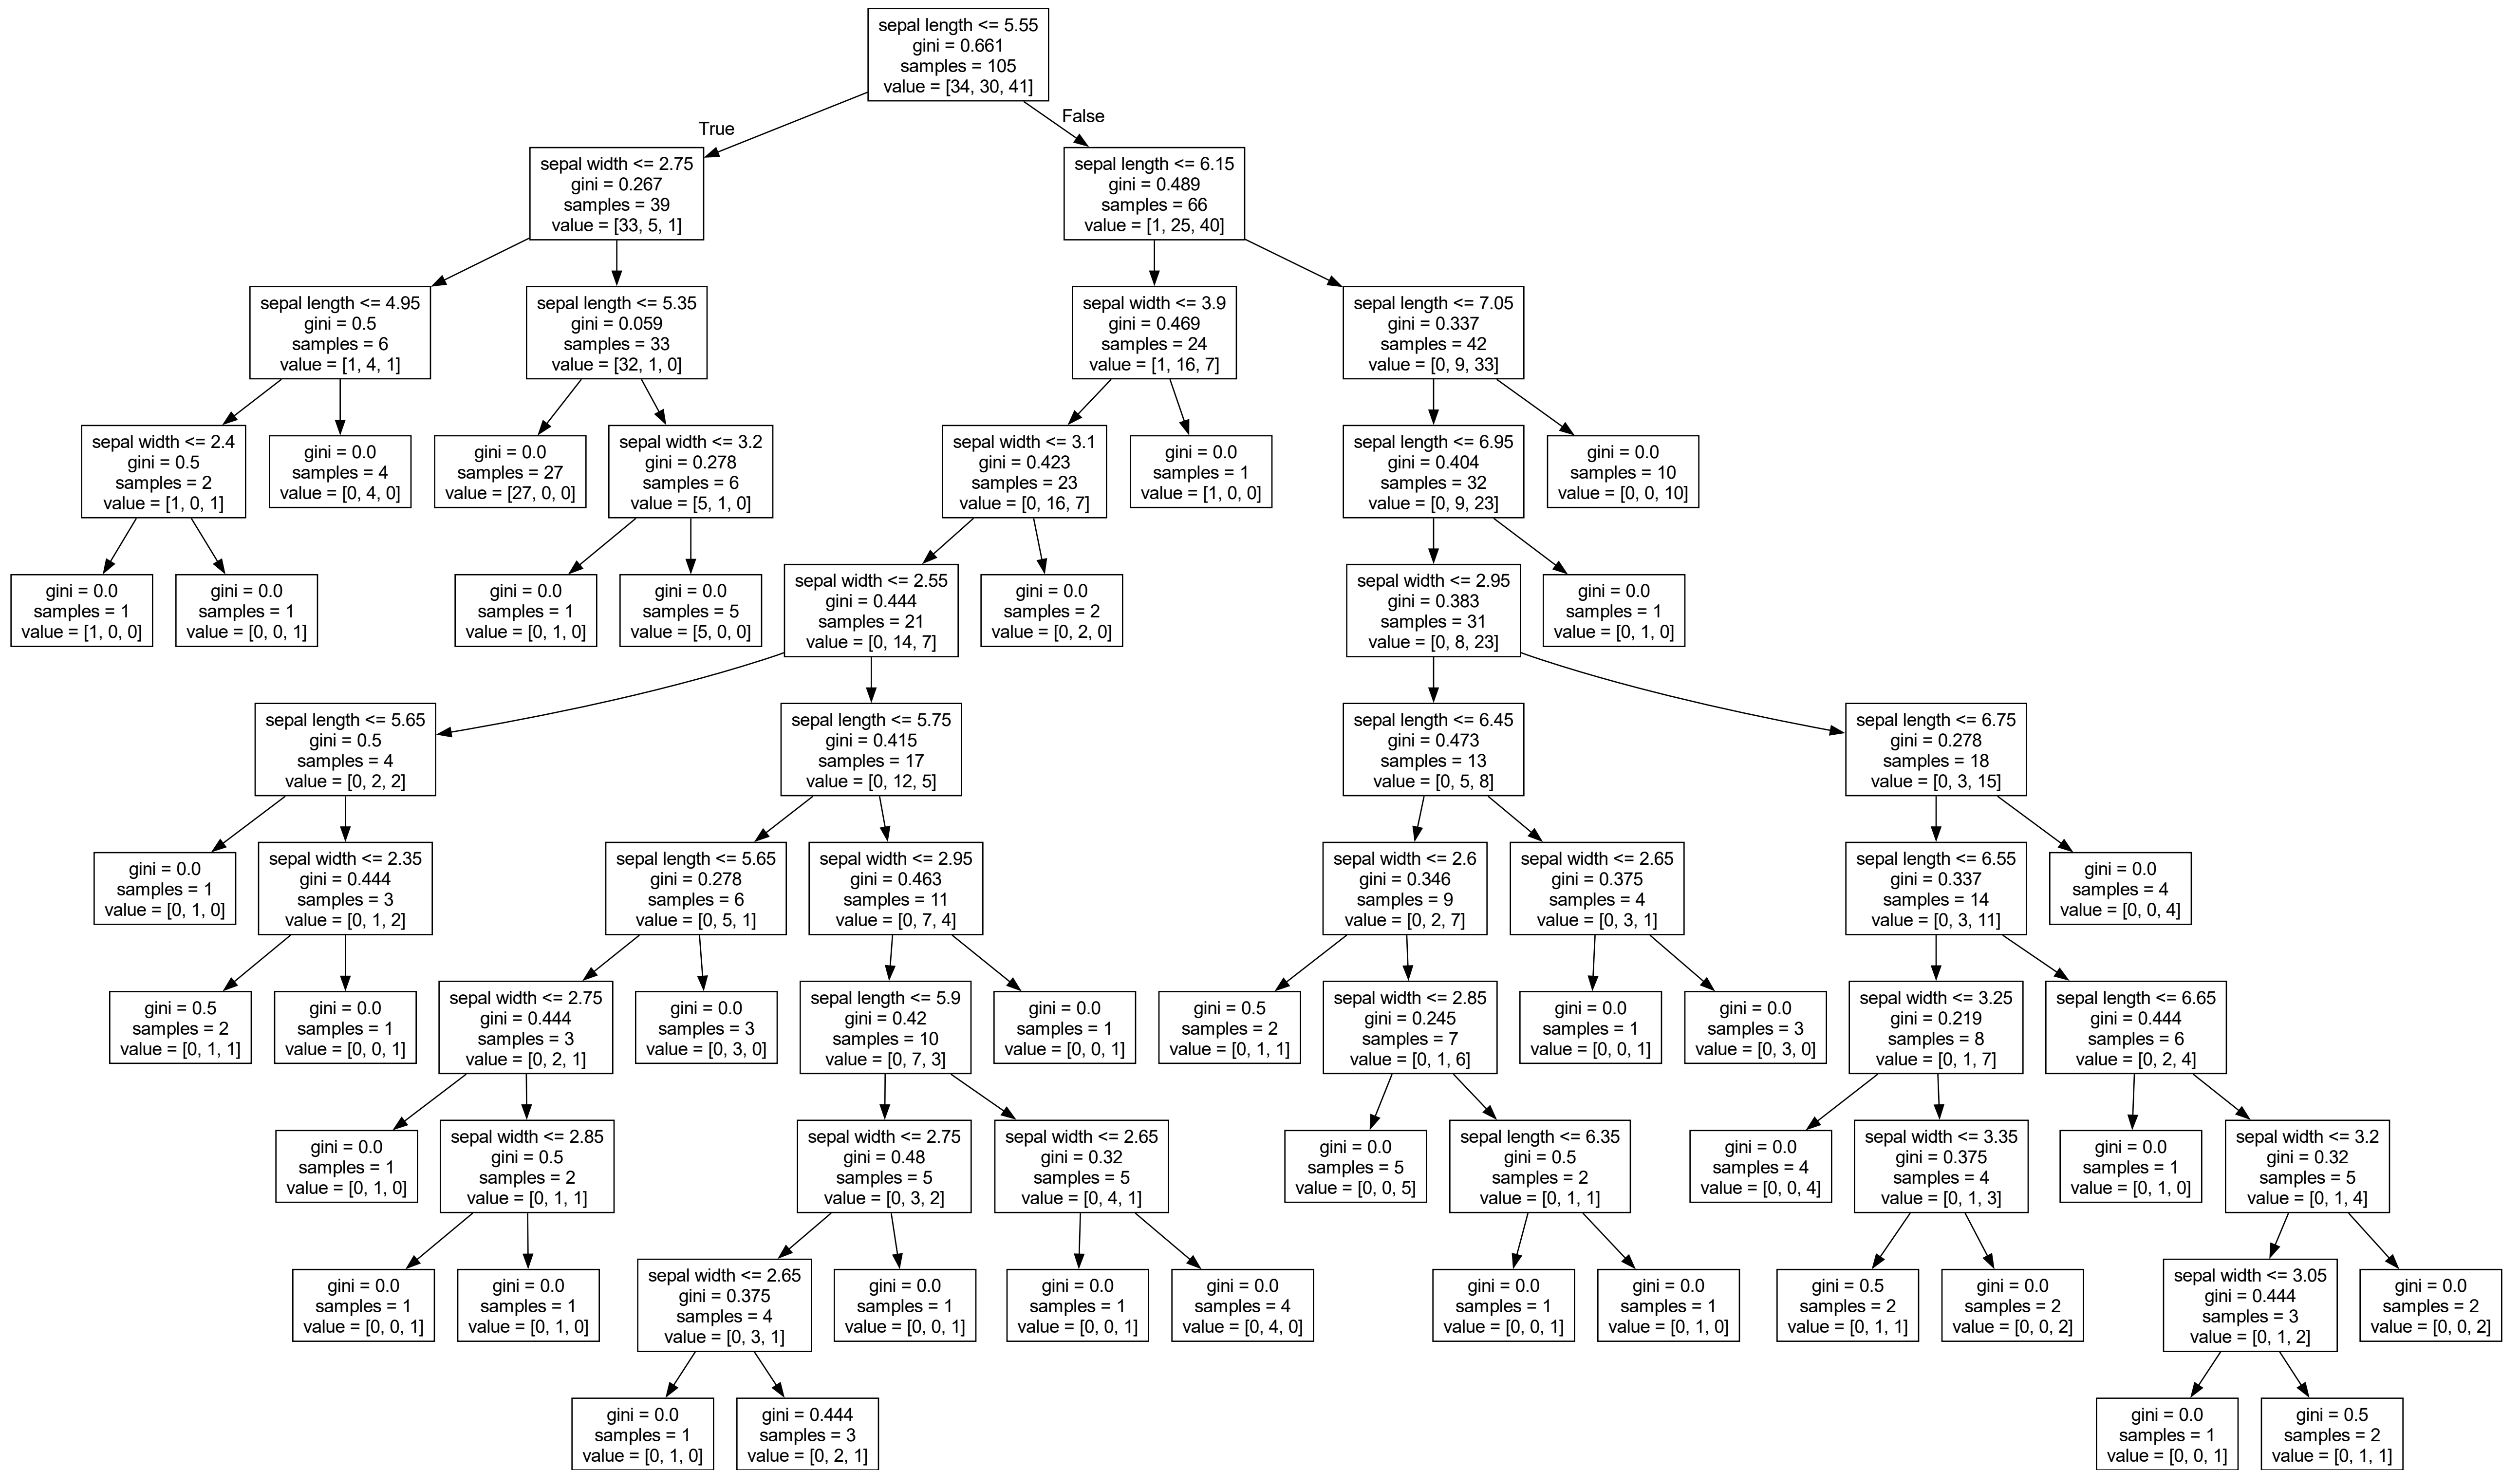 sepal length <= 5.55
gini = 0.661
samples = 105
value = [34, 30, 41]
True
False
sepal width <= 2.75
gini = 0.267
samples = 39
value = [33, 5, 1]
sepal length <= 6.15
gini = 0.489
samples = 66
value = [1, 25, 40]
sepal length <= 4.95
gini = 0.5
samples = 6
value = [1, 4, 1]
sepal length <= 5.35
gini = 0.059
samples = 33
value = [32, 1, 0]
sepal width <= 3.9
gini = 0.469
samples = 24
value = [1, 16, 7]
sepal length <= 7.05
gini = 0.337
samples = 42
value = [0, 9, 33]
sepal width <= 2.4
gini = 0.5
samples = 2
value = [1, 0, 1]
gini = 0.0
samples = 4
value = [0, 4, 0]
gini = 0.0
samples = 27
value = [27, 0, 0]
sepal width <= 3.2
gini = 0.278
samples = 6
value = [5, 1, 0]
sepal width <= 3.1
gini = 0.423
samples = 23
value = [0, 16, 7]
gini = 0.0
samples = 1
value = [1, 0, 0]
sepal length <= 6.95
gini = 0.404
samples = 32
value = [0, 9, 23]
gini = 0.0
samples = 10
value = [0, 0, 10]
gini = 0.0
samples = 1
value = [1, 0, 0]
gini = 0.0
samples = 1
value = [0, 0, 1]
gini = 0.0
samples = 1
value = [0, 1, 0]
gini = 0.0
samples = 5
value = [5, 0, 0]
sepal width <= 2.55
gini = 0.444
samples = 21
value = [0, 14, 7]
gini = 0.0
samples = 2
value = [0, 2, 0]
sepal width <= 2.95
gini = 0.383
samples = 31
value = [0, 8, 23]
gini = 0.0
samples = 1
value = [0, 1, 0]
sepal length <= 5.65
gini = 0.5
samples = 4
value = [0, 2, 2]
sepal length <= 5.75
gini = 0.415
samples = 17
value = [0, 12, 5]
sepal length <= 6.45
gini = 0.473
samples = 13
value = [0, 5, 8]
sepal length <= 6.75
gini = 0.278
samples = 18
value = [0, 3, 15]
gini = 0.0
samples = 1
value = [0, 1, 0]
sepal width <= 2.35
gini = 0.444
samples = 3
value = [0, 1, 2]
sepal length <= 5.65
gini = 0.278
samples = 6
value = [0, 5, 1]
sepal width <= 2.95
gini = 0.463
samples = 11
value = [0, 7, 4]
sepal width <= 2.6
gini = 0.346
samples = 9
value = [0, 2, 7]
sepal width <= 2.65
gini = 0.375
samples = 4
value = [0, 3, 1]
sepal length <= 6.55
gini = 0.337
samples = 14
value = [0, 3, 11]
gini = 0.0
samples = 4
value = [0, 0, 4]
gini = 0.5
samples = 2
value = [0, 1, 1]
gini = 0.0
samples = 1
value = [0, 0, 1]
sepal width <= 2.75
gini = 0.444
samples = 3
value = [0, 2, 1]
gini = 0.0
samples = 3
value = [0, 3, 0]
sepal length <= 5.9
gini = 0.42
samples = 10
value = [0, 7, 3]
gini = 0.0
samples = 1
value = [0, 0, 1]
gini = 0.5
samples = 2
value = [0, 1, 1]
sepal width <= 2.85
gini = 0.245
samples = 7
value = [0, 1, 6]
gini = 0.0
samples = 1
value = [0, 0, 1]
gini = 0.0
samples = 3
value = [0, 3, 0]
sepal width <= 3.25
gini = 0.219
samples = 8
value = [0, 1, 7]
sepal length <= 6.65
gini = 0.444
samples = 6
value = [0, 2, 4]
gini = 0.0
samples = 1
value = [0, 1, 0]
sepal width <= 2.85
gini = 0.5
samples = 2
value = [0, 1, 1]
sepal width <= 2.75
gini = 0.48
samples = 5
value = [0, 3, 2]
sepal width <= 2.65
gini = 0.32
samples = 5
value = [0, 4, 1]
gini = 0.0
samples = 5
value = [0, 0, 5]
sepal length <= 6.35
gini = 0.5
samples = 2
value = [0, 1, 1]
gini = 0.0
samples = 4
value = [0, 0, 4]
sepal width <= 3.35
gini = 0.375
samples = 4
value = [0, 1, 3]
gini = 0.0
samples = 1
value = [0, 1, 0]
sepal width <= 3.2
gini = 0.32
samples = 5
value = [0, 1, 4]
gini = 0.0
samples = 1
value = [0, 0, 1]
gini = 0.0
samples = 1
value = [0, 1, 0]
sepal width <= 2.65
gini = 0.375
samples = 4
value = [0, 3, 1]
gini = 0.0
samples = 1
value = [0, 0, 1]
gini = 0.0
samples = 1
value = [0, 0, 1]
gini = 0.0
samples = 4
value = [0, 4, 0]
gini = 0.0
samples = 1
value = [0, 0, 1]
gini = 0.0
samples = 1
value = [0, 1, 0]
gini = 0.5
samples = 2
value = [0, 1, 1]
gini = 0.0
samples = 2
value = [0, 0, 2]
sepal width <= 3.05
gini = 0.444
samples = 3
value = [0, 1, 2]
gini = 0.0
samples = 2
value = [0, 0, 2]
gini = 0.0
samples = 1
value = [0, 1, 0]
gini = 0.444
samples = 3
value = [0, 2, 1]
gini = 0.0
samples = 1
value = [0, 0, 1]
gini = 0.5
samples = 2
value = [0, 1, 1]